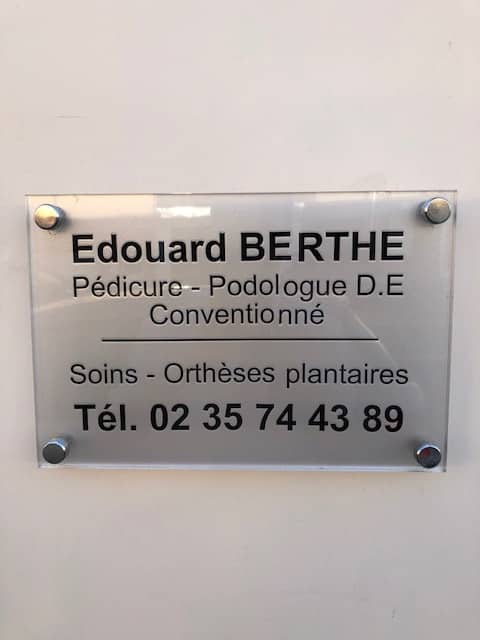 Edouard BERTHE
Pédicure - Podologue D.E
Conventionné
Soins - Orthèses plantaires
Tél. 02 35 74 43 89